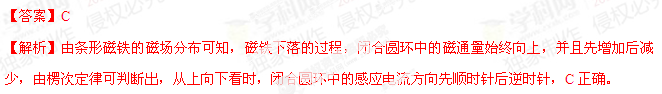 【答案】C
【解析】由条形磁铁的磁场分布可知，磁铁下落的过程，闭合圆环中的磁通量始终向上，并且先增加后减
少，由楞次定律可判断出，从上向下看时，闭合圆环中的感应电流方向先顺时针后逆时针，C 正确。